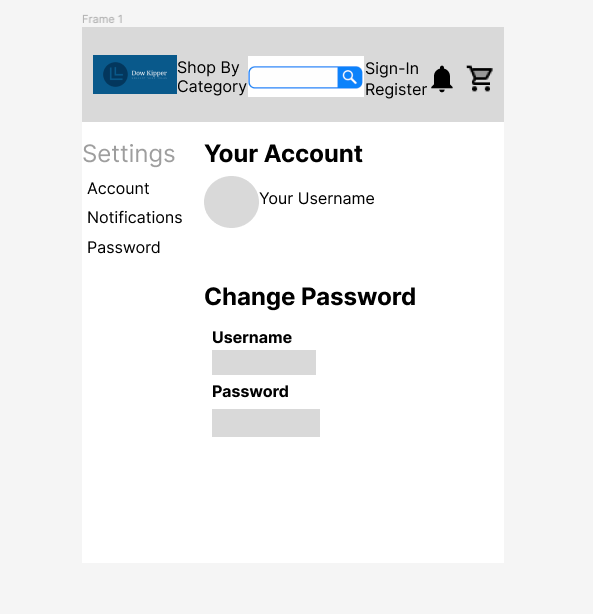 Frame 1
Dow Kipper
Shop By
Category
Sign-In
Register
Settings
Account
Notifications
Password
Your Account
Your Username
Change Password
Username
Password